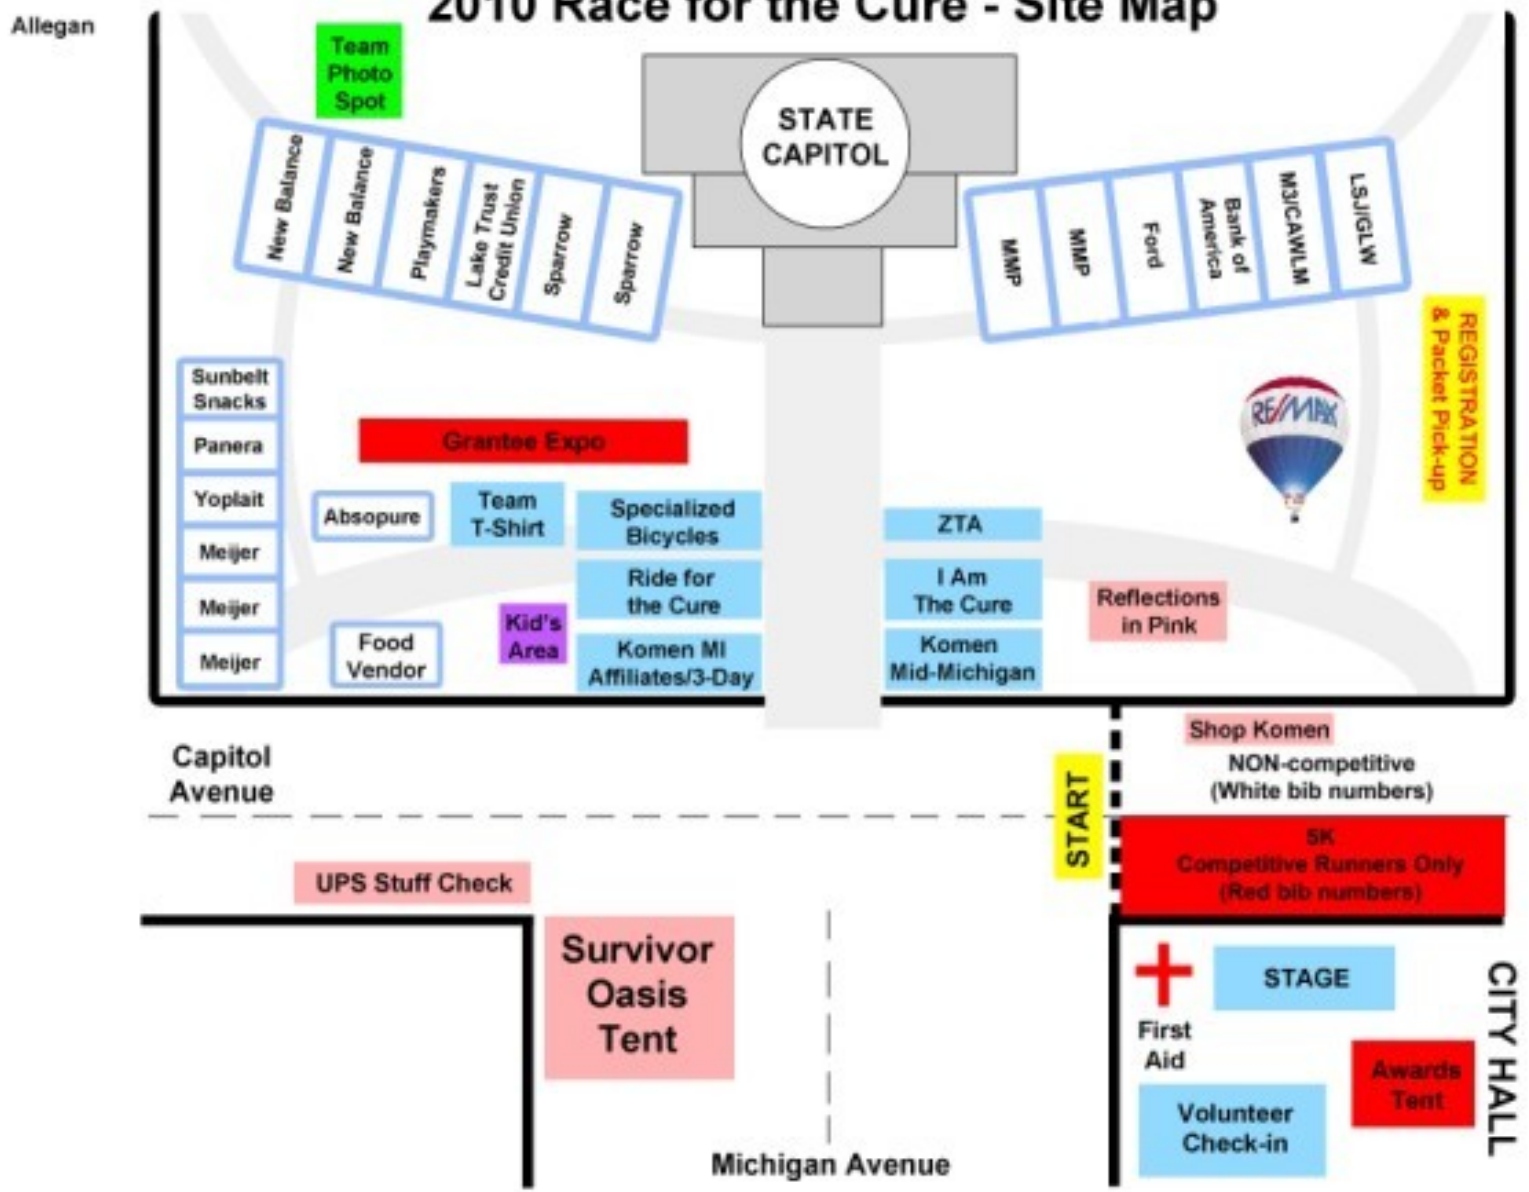 2010 Race for the Cure - Site Map
Allegan
Team
Photo
Spot
STATE
CAPITOL
New Balance
New Balance
Playmakers
Lake Trust
Credit Union
Sparrow
Sparrow
MMP
MMP
Ford
Bank of
America
M3/CAWLM
LSJ/GLW
REGISTRATION
& Packet Pick-up
RE/MAX
Sunbelt
Snacks
Panera
Yoplait
Meijer
Meijer
Meijer
Grantee Expo
Absopure
Team
T-Shirt
Specialized
Bicycles
Ride for
the Cure
Komen MI
Affiliates/3-Day
Kid's
Area
Food
Vendor
ZTA
I Am
The Cure
Komen
Mid-Michigan
Reflections
in Pink
Capitol
Avenue
START
Shop Komen
NON-competitive
(White bib numbers)
5K
Competitive Runners Only
(Red bib numbers)
UPS Stuff Check
Survivor
Oasis
Tent
Michigan Avenue
First
Aid
STAGE
Awards
Tent
Volunteer
Check-in
CITY HALL